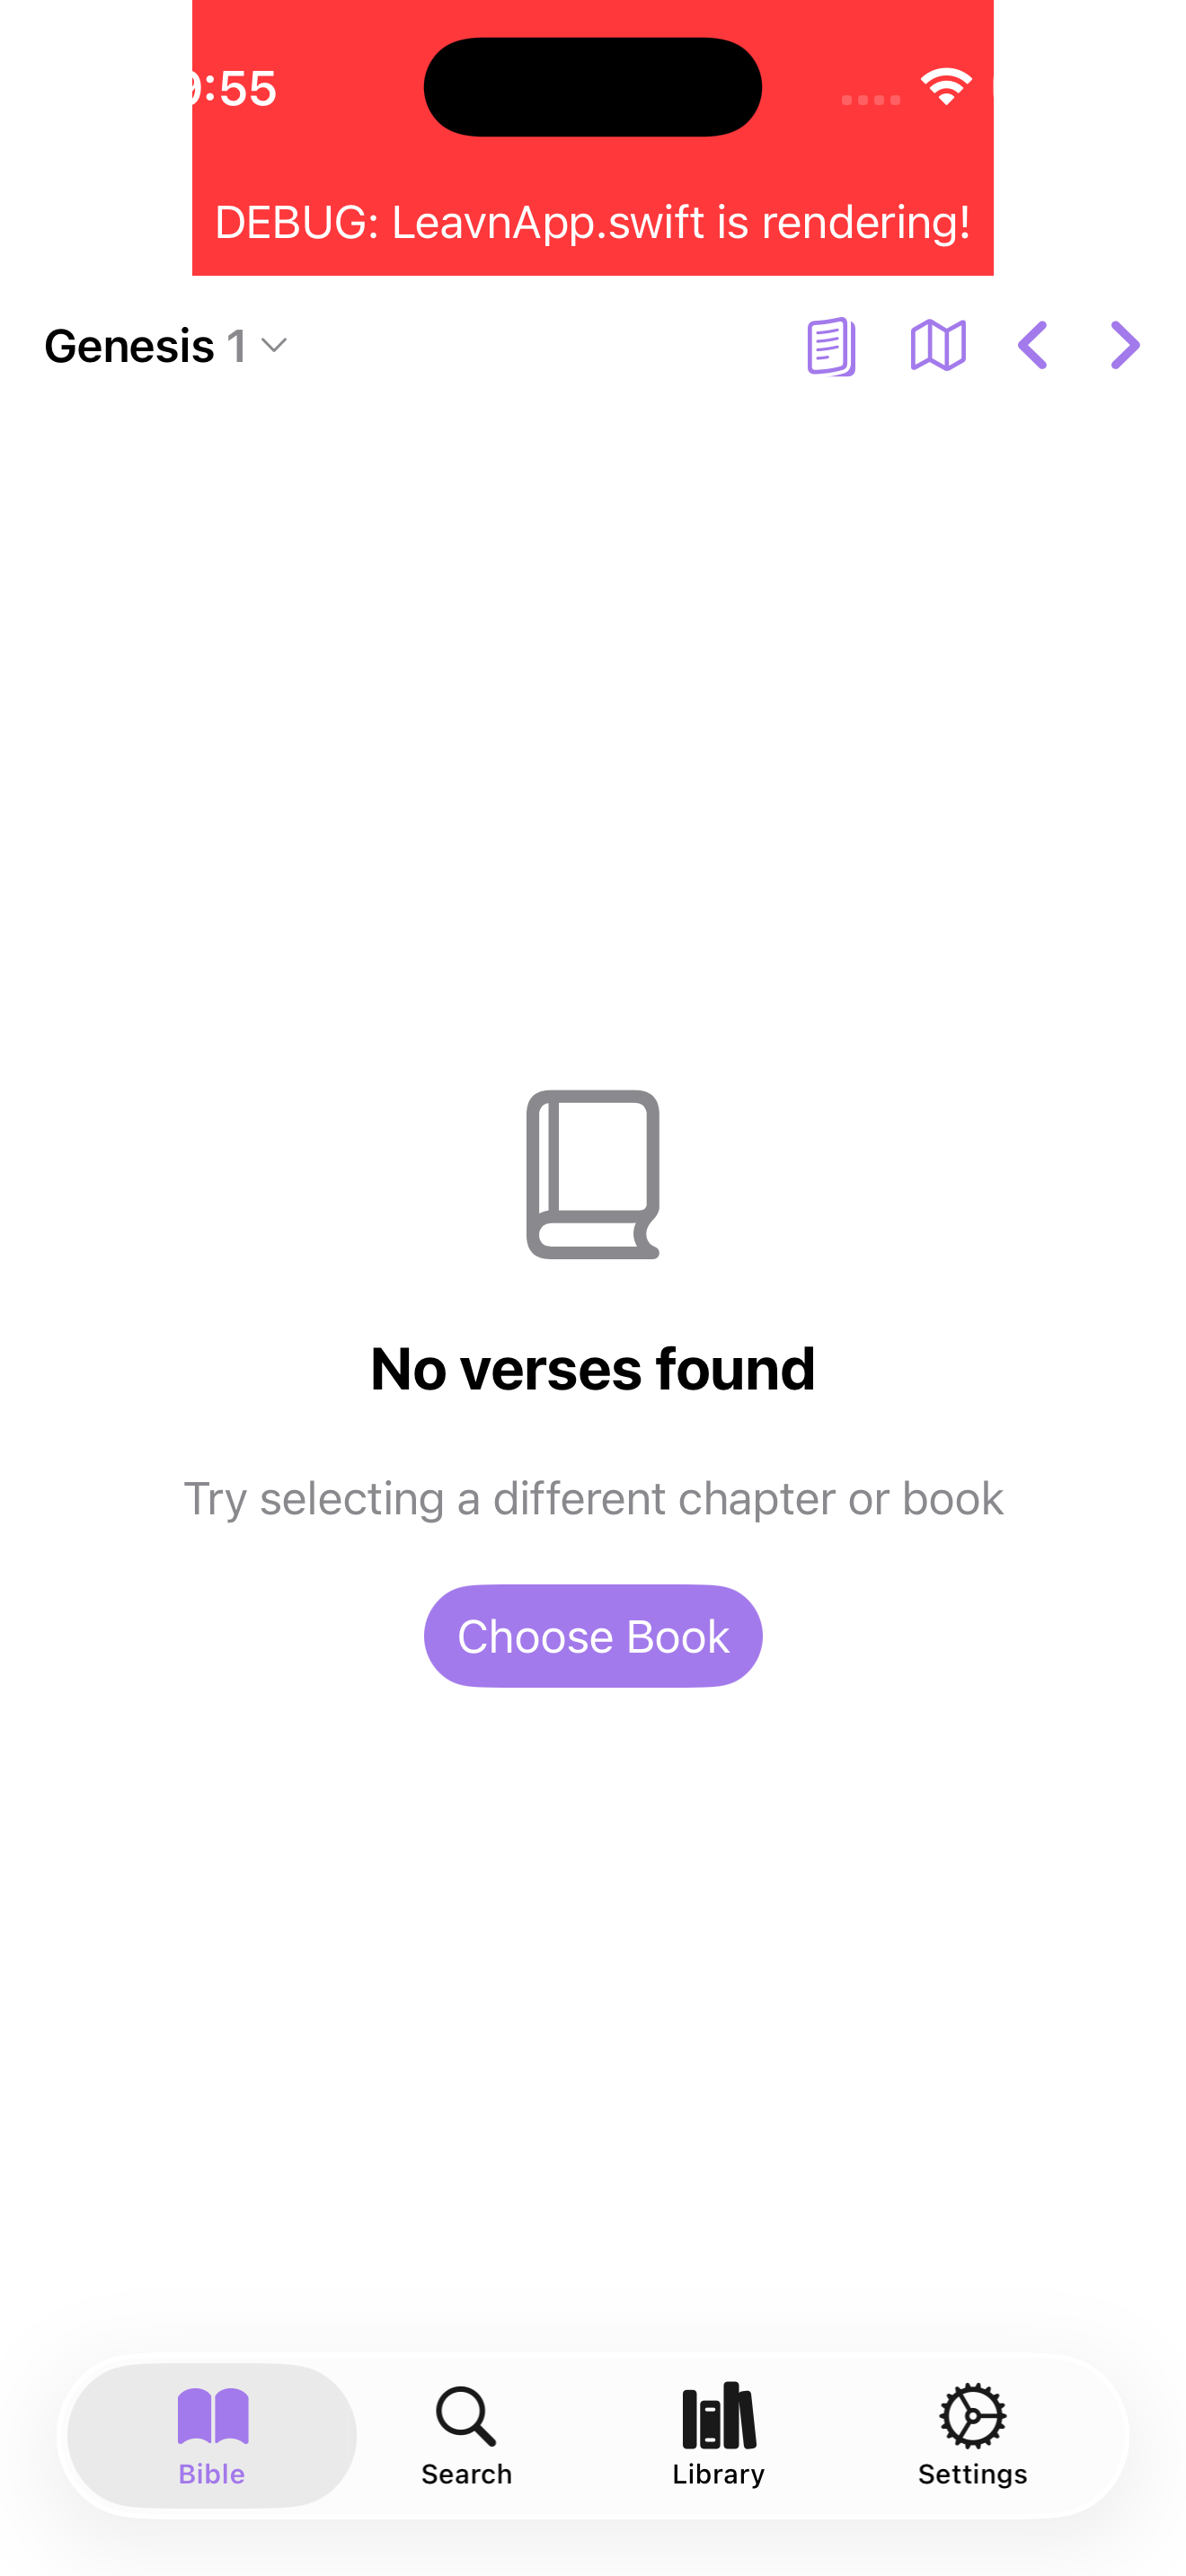 9:55
DEBUG: LeavnApp.swift is rendering!
Genesis 1
No verses found
Try selecting a different chapter or book
Choose Book
Bible
Search
Library
Settings